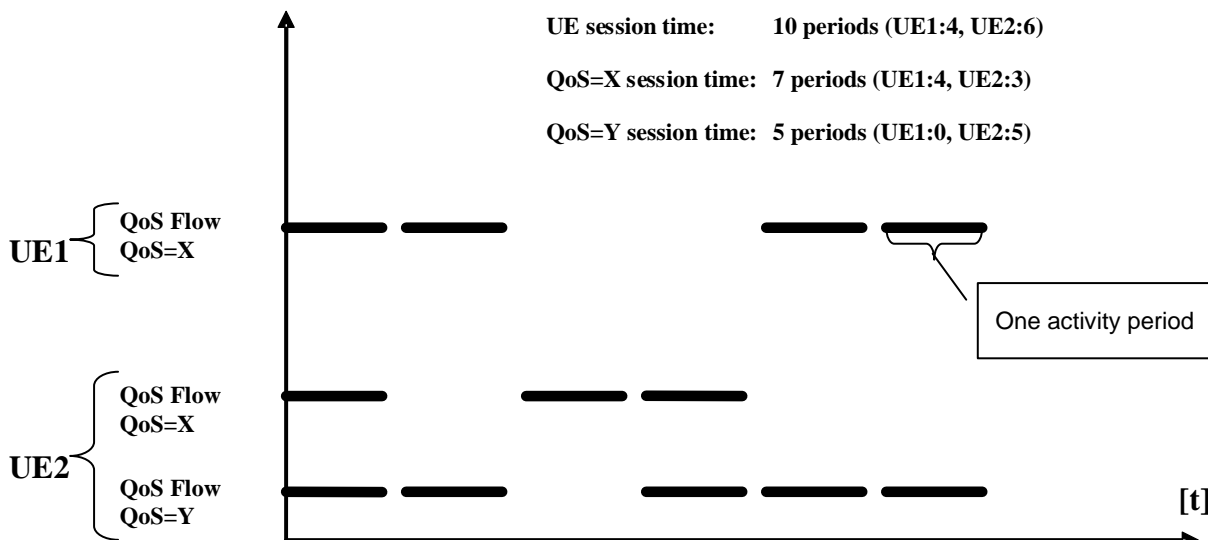 UE session time: 10 periods (UE1:4, UE2:6)
QoS=X session time: 7 periods (UE1:4, UE2:3)
QoS=Y session time: 5 periods (UE1:0, UE2:5)
UE1
QoS Flow
QoS=X
One activity period
UE2
QoS Flow
QoS=X
QoS Flow
QoS=Y
[t]